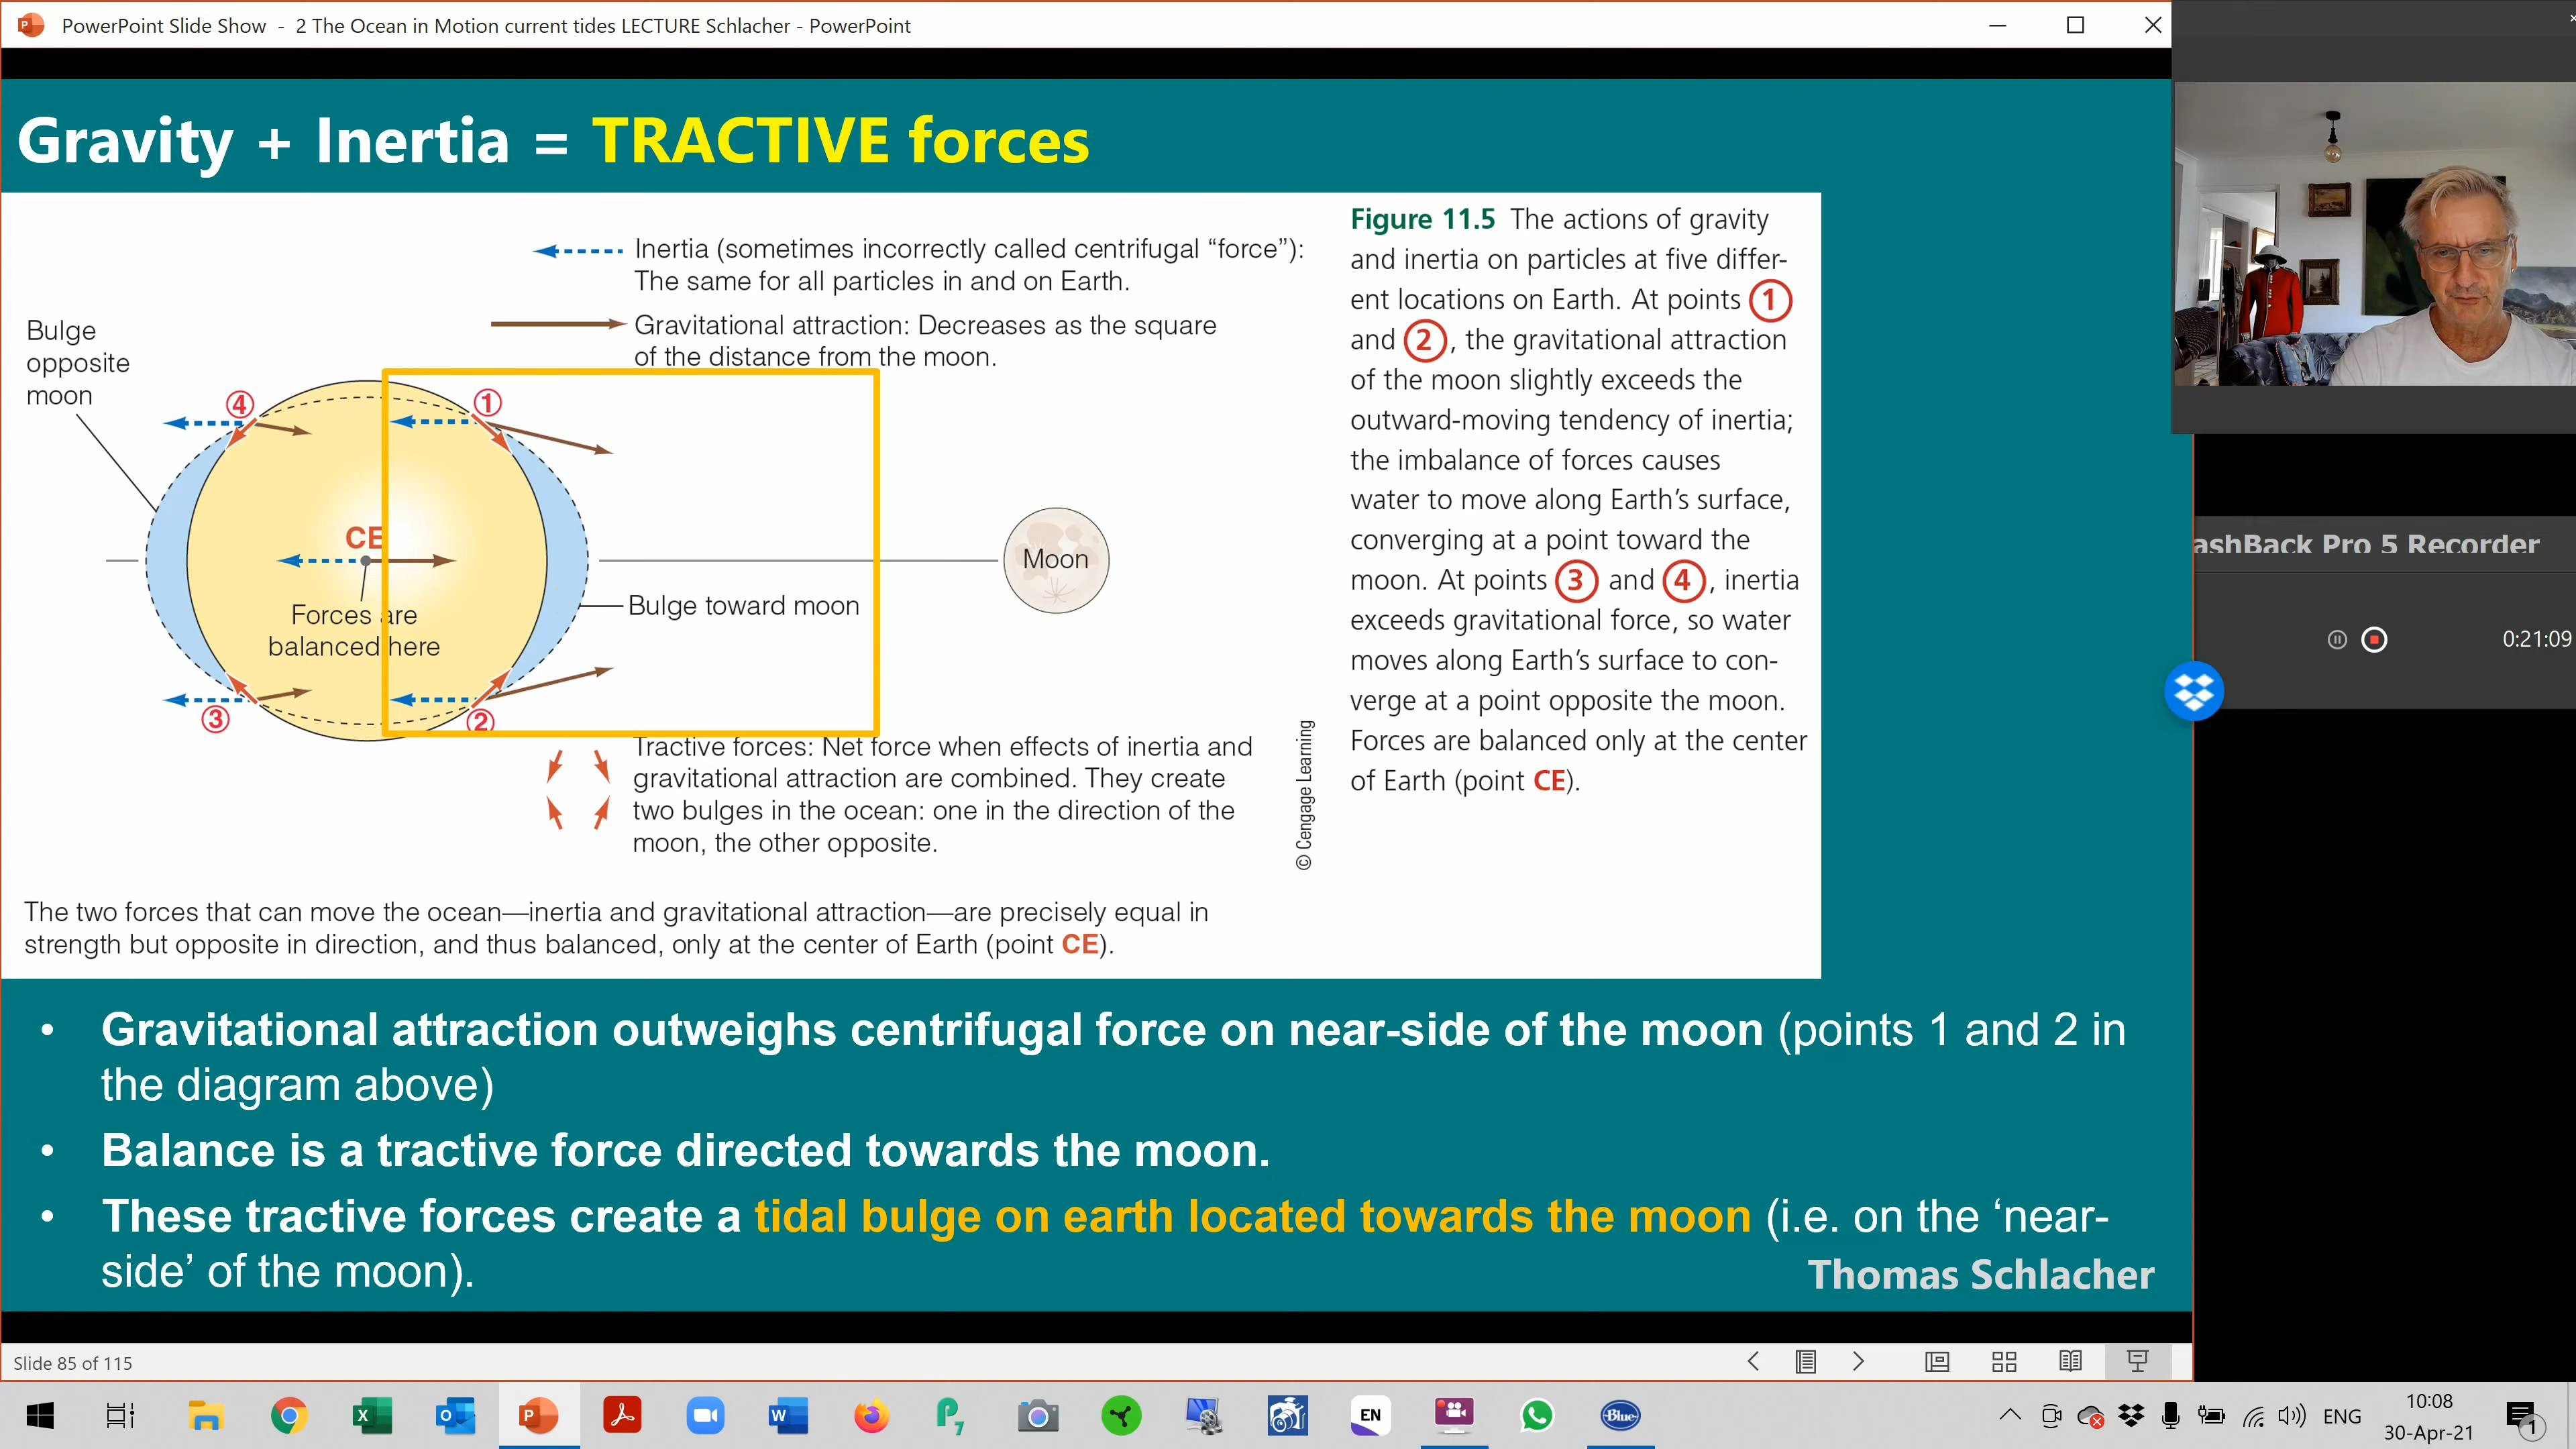 PowerPoint Slide Show - 2 The Ocean in Motion current tides LECTURE Schlacher - PowerPoint
Gravity + Inertia = TRACTIVE forces
Inertia (sometimes incorrectly called centrifugal “force”):
The same for all particles in and on Earth.
Gravitational attraction: Decreases as the square
of the distance from the moon.
Bulge
opposite
moon
④
①
CE
Forces are
balanced here
Moon
Bulge toward moon
③
②
Tractive forces: Net force when effects of inertia and
gravitational attraction are combined. They create
two bulges in the ocean: one in the direction of the
moon, the other opposite.
© Cengage Learning
The two forces that can move the ocean—inertia and gravitational attraction—are precisely equal in
strength but opposite in direction, and thus balanced, only at the center of Earth (point CE).
Figure 11.5 The actions of gravity
and inertia on particles at five differ-
ent locations on Earth. At points ①
and ②, the gravitational attraction
of the moon slightly exceeds the
outward-moving tendency of inertia;
the imbalance of forces causes
water to move along Earth’s surface,
converging at a point toward the
moon. At points ③ and ④, inertia
exceeds gravitational force, so water
moves along Earth’s surface to con-
verge at a point opposite the moon.
Forces are balanced only at the center
of Earth (point CE).
• Gravitational attraction outweighs centrifugal force on near-side of the moon (points 1 and 2 in
the diagram above)
• Balance is a tractive force directed towards the moon.
• These tractive forces create a tidal bulge on earth located towards the moon (i.e. on the ‘near-
side’ of the moon).
Thomas Schlacher
ashBack Pro 5 Recorder
0:21:09
Slide 85 of 115
EN
Blue
ENG
10:08
30-Apr-21
1